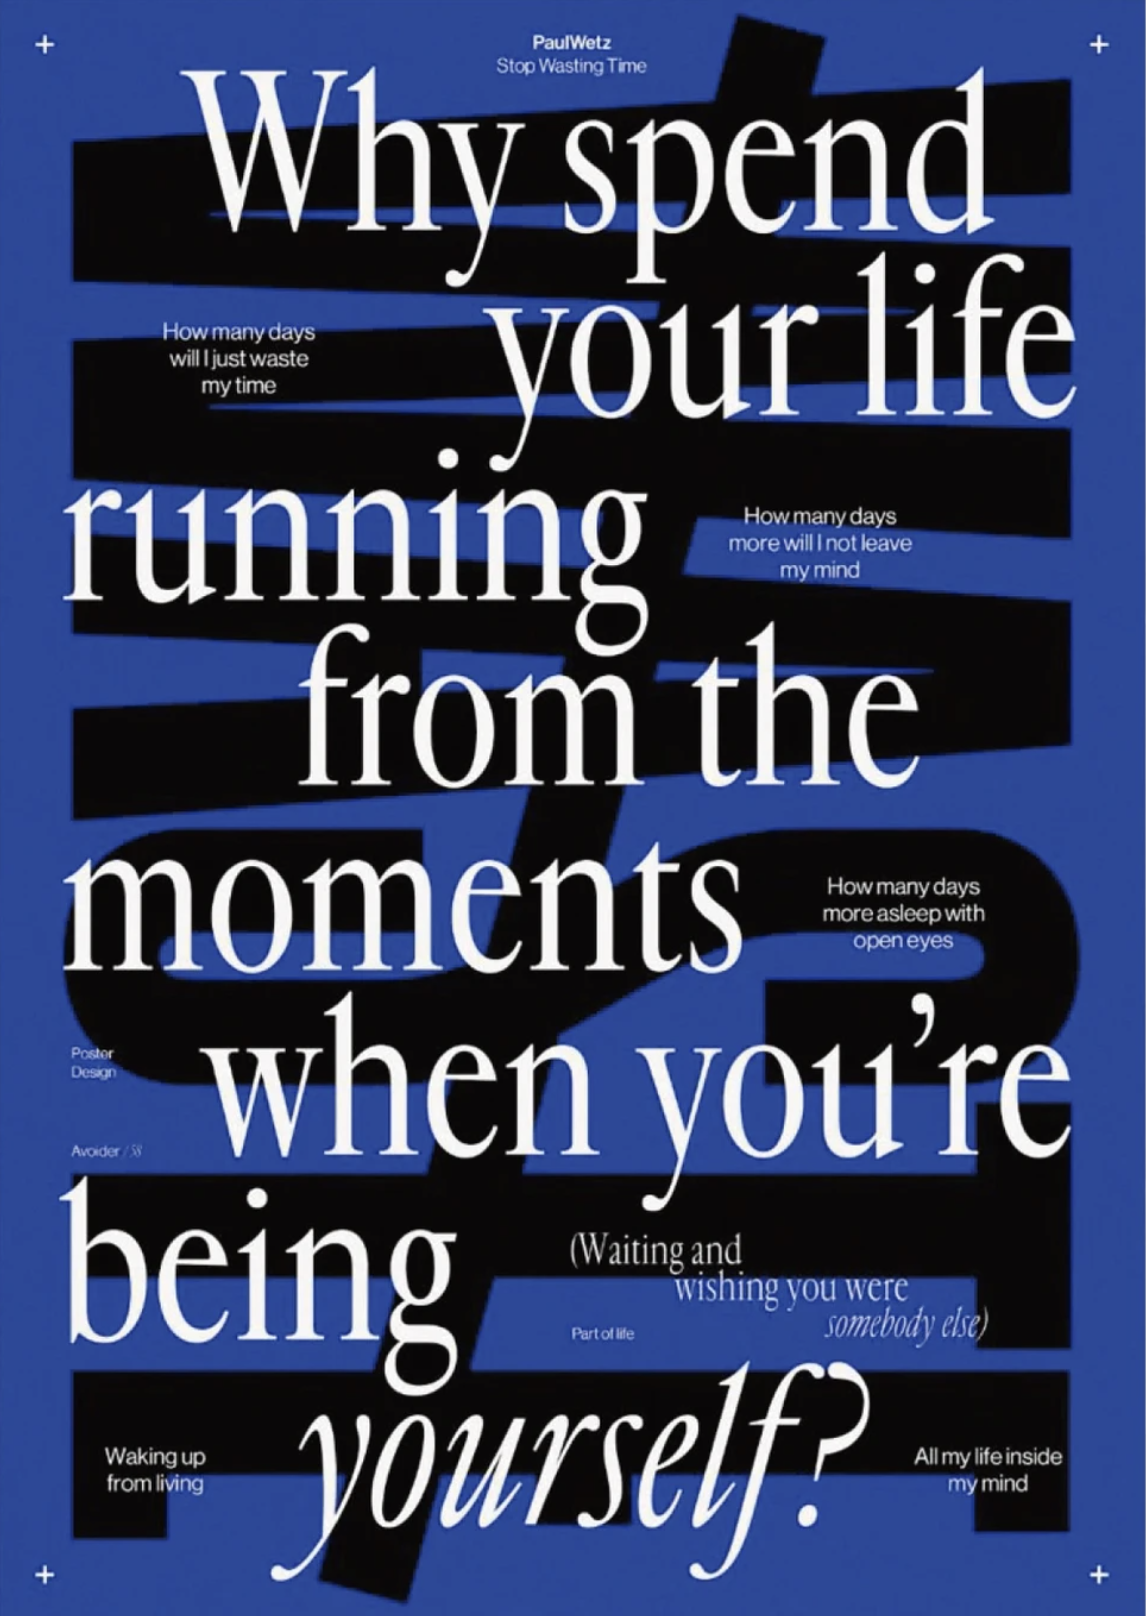 PaulWetz
Stop Wasting Time
Why spend
your life
How many days
will I just waste
my time
running
How many days
more will I not leave
my mind
from the
moments
How many days
more asleep with
open eyes
when you're
Poster
Design
Avoider / 58
being
(Waiting and
wishing you were
somebody else)
Part of life
yourself?
Waking up
from living
All my life inside
my mind